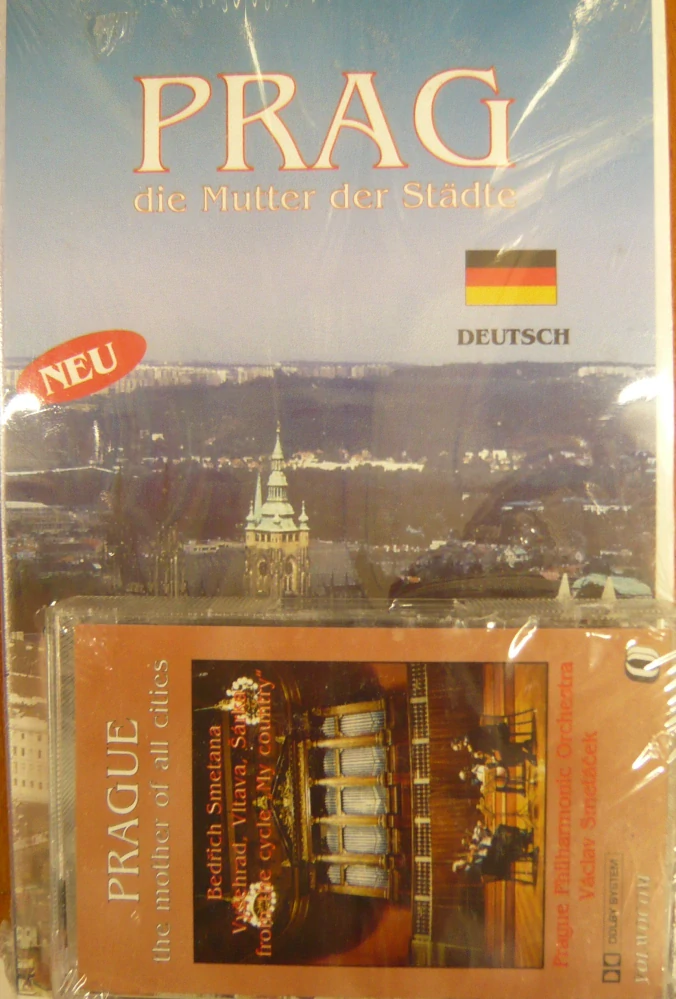 PRAG
die Mutter der Städte
DEUTSCH
NEU
PRAGUE
the mother of all cities
Bedřich Smetana
Vyšehrad, Vltava, Šárka
from the cycle „My country“
Prague Philharmonic Orchestra
Václav Smetáček
DOLBY SYSTEM